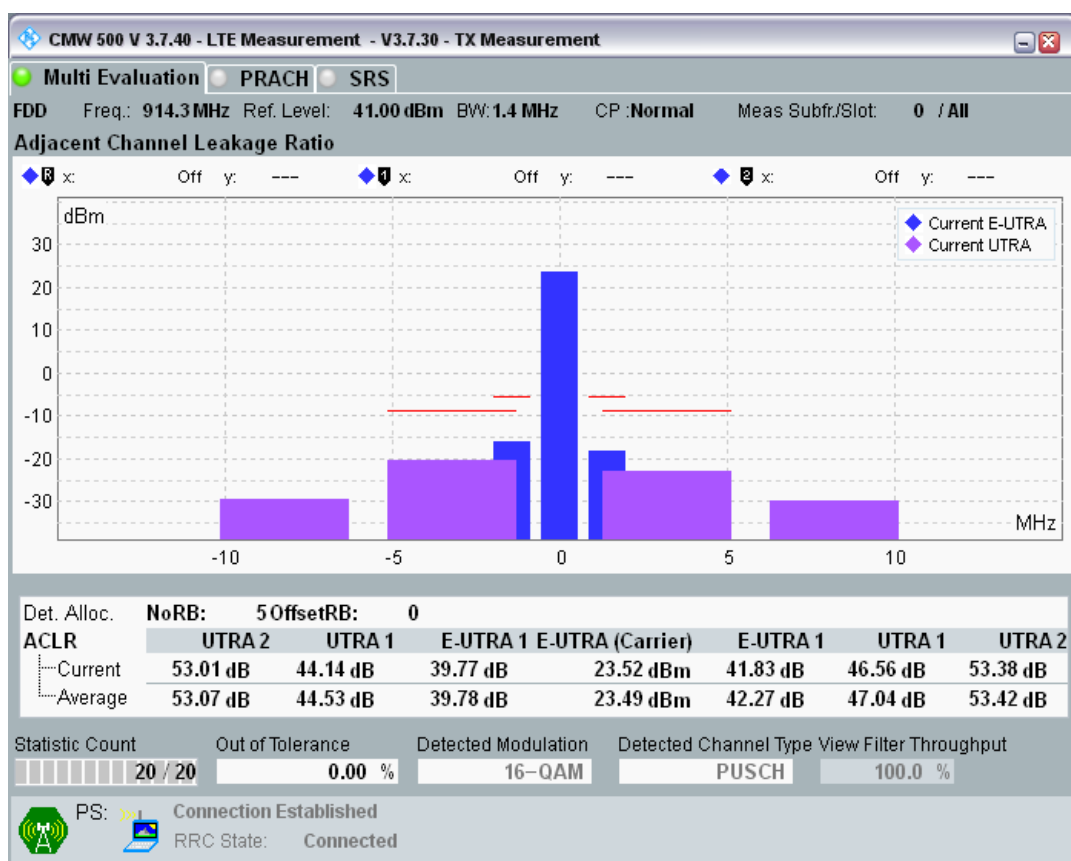 CMW 500 V 3.7.40 - LTE Measurement - V3.7.30 - TX Measurement
Multi Evaluation PRACH SRS
FDD Freq.: 914.3 MHz Ref. Level: 41.00 dBm BW: 1.4 MHz CP :Normal Meas Subfr./Slot: 0 / All
Adjacent Channel Leakage Ratio
R x: Off y: --- 1 x: Off y: --- 2 x: Off y: ---
dBm
Current E-UTRA
Current UTRA
30
20
10
0
-10
-20
-30
MHz
-10 -5 0 5 10
Det. Alloc. NoRB: 5 OffsetRB: 0
ACLR UTRA 2 UTRA 1 E-UTRA 1 E-UTRA (Carrier) E-UTRA 1 UTRA 1 UTRA 2
Current 53.01 dB 44.14 dB 39.77 dB 23.52 dBm 41.83 dB 46.56 dB 53.38 dB
Average 53.07 dB 44.53 dB 39.78 dB 23.49 dBm 42.27 dB 47.04 dB 53.42 dB
Statistic Count Out of Tolerance Detected Modulation Detected Channel Type View Filter Throughput
20 / 20 0.00 % 16-QAM PUSCH 100.0 %
PS: Connection Established
RRC State: Connected